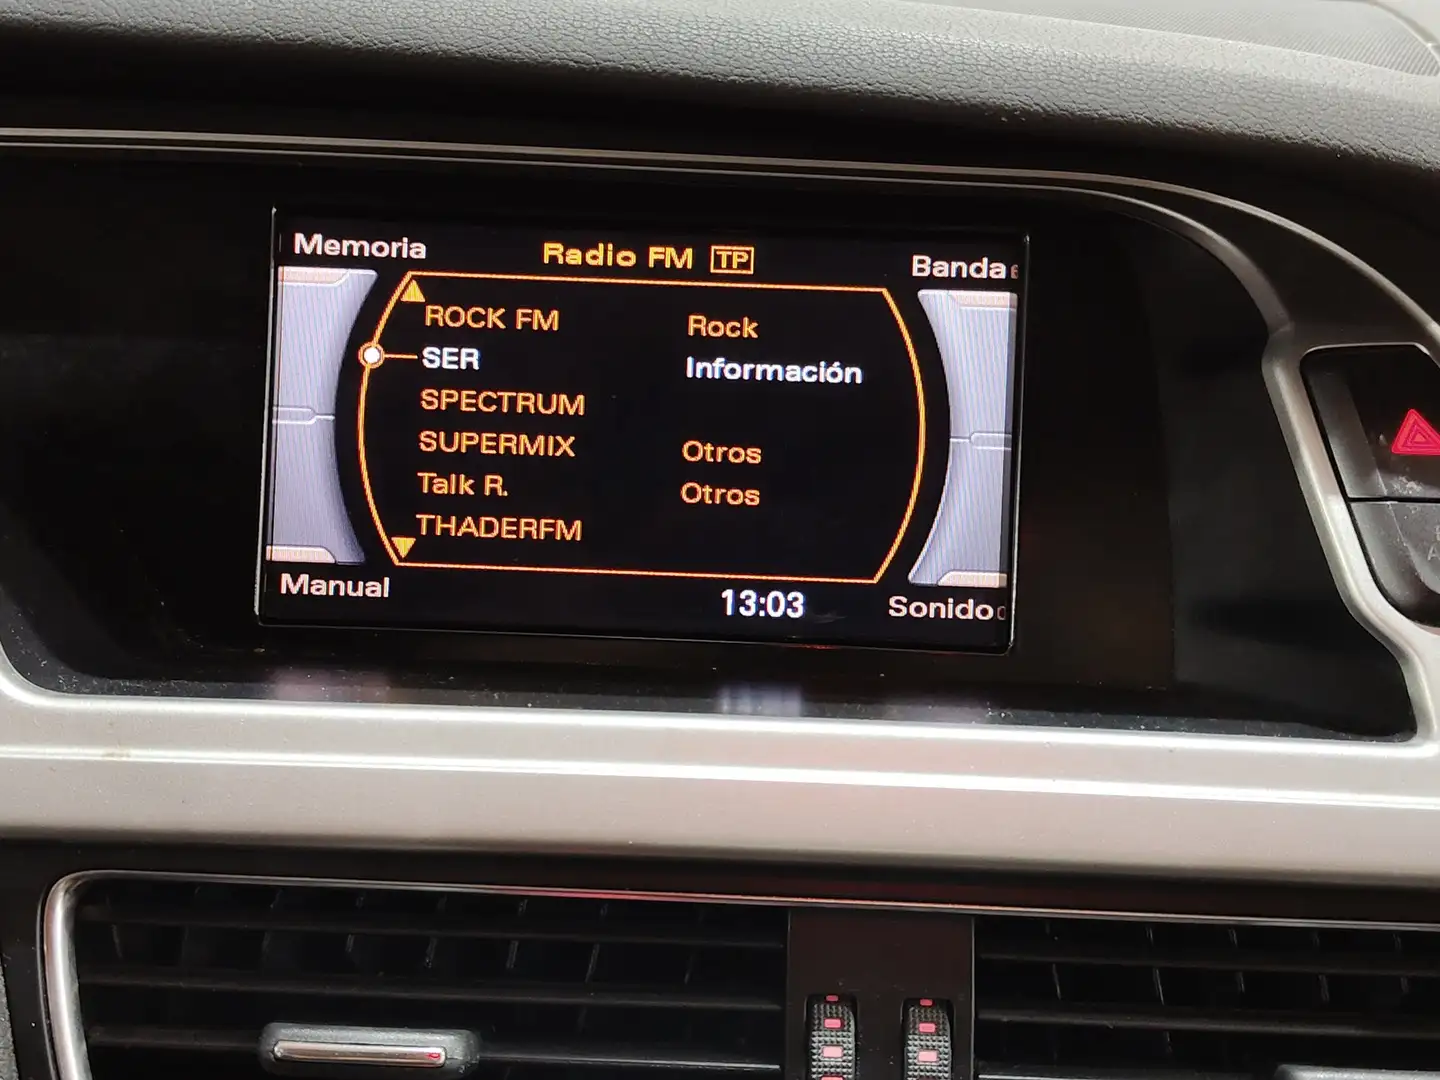 Memoria
Radio FM TP
Banda
ROCK FM Rock
SER Información
SPECTRUM
SUPERMIX Otros
Talk R. Otros
THADERFM
Manual
13:03
Sonido